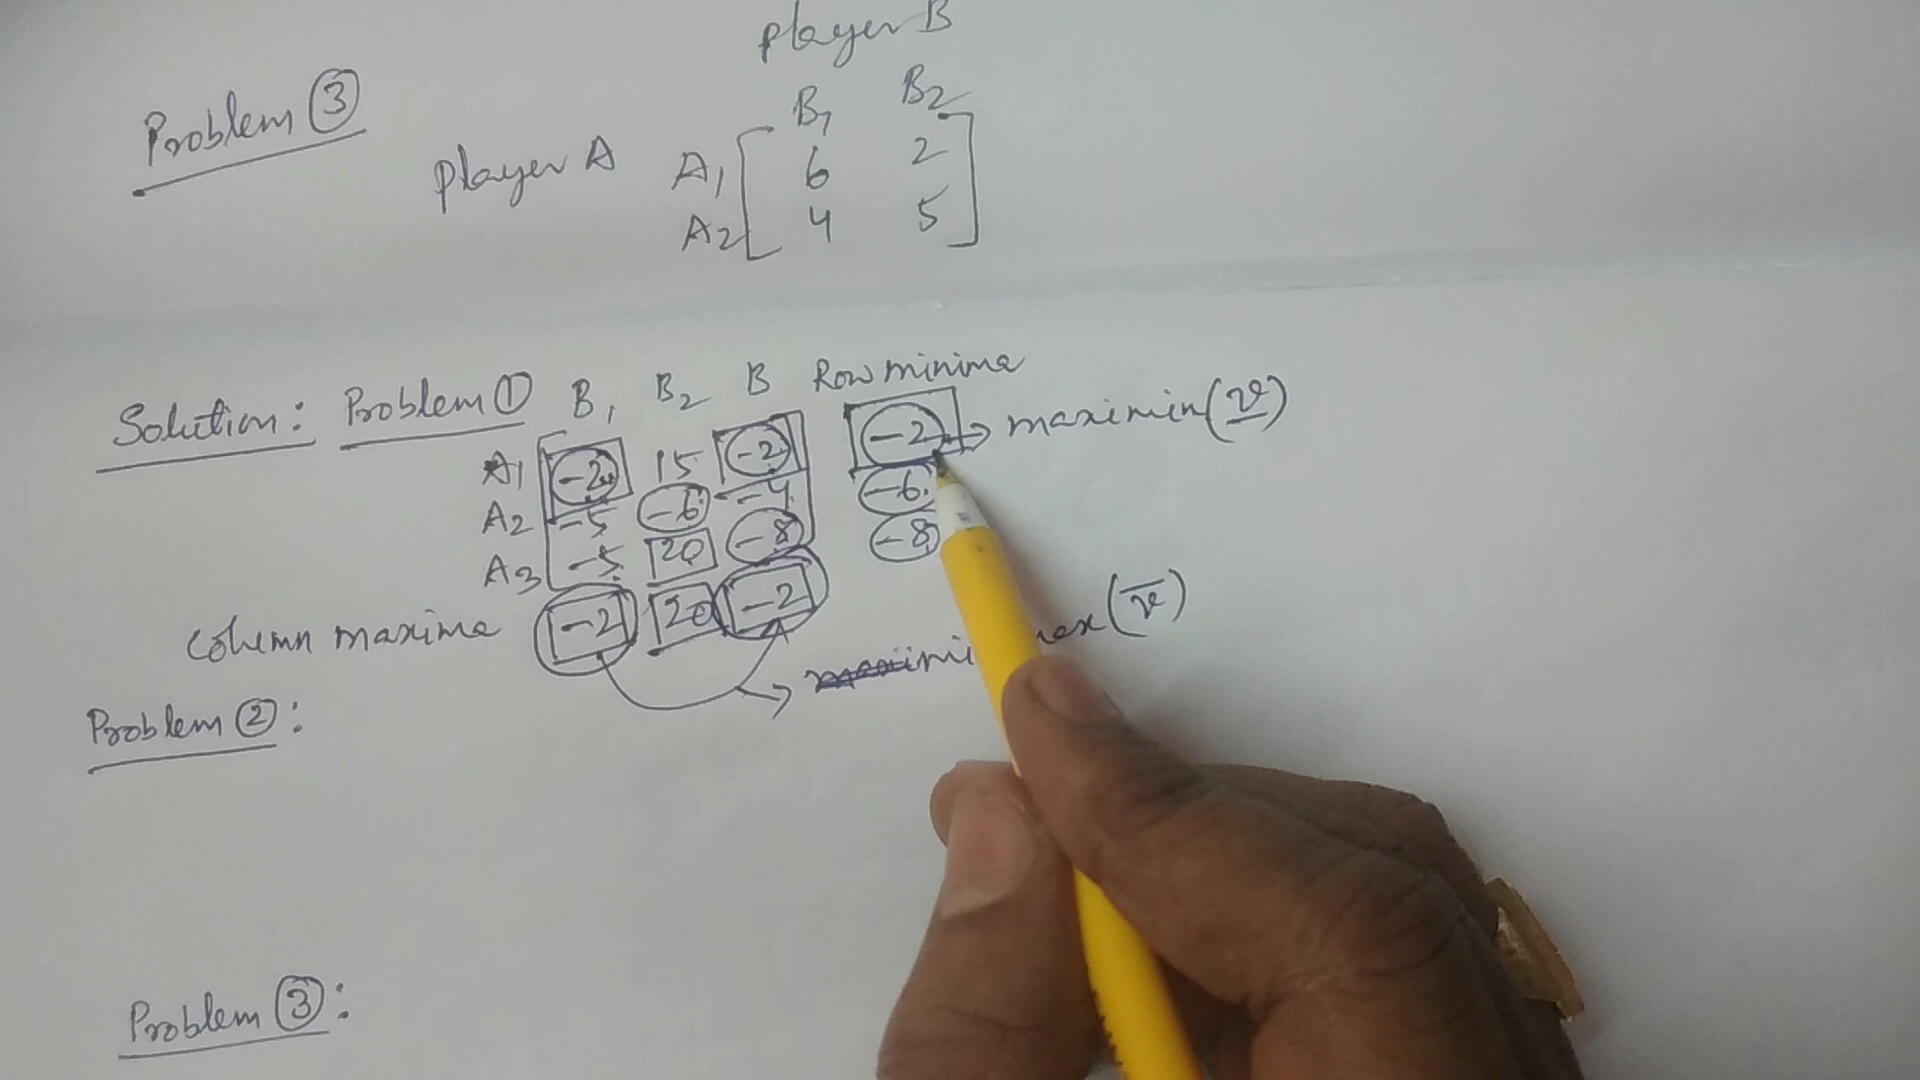 player B
Problem ③
B1 B2
player A A1 6 2
A2 4 5
Solution: Problem ① B1 B2 B Row minima
A1 -2 15 -2 -2 → maximin (v)
A2 -5 -6 -4 -6
A3 -5 20 -8 -8
Column maxima -2 20 -2
Problem ②:
Problem ③: